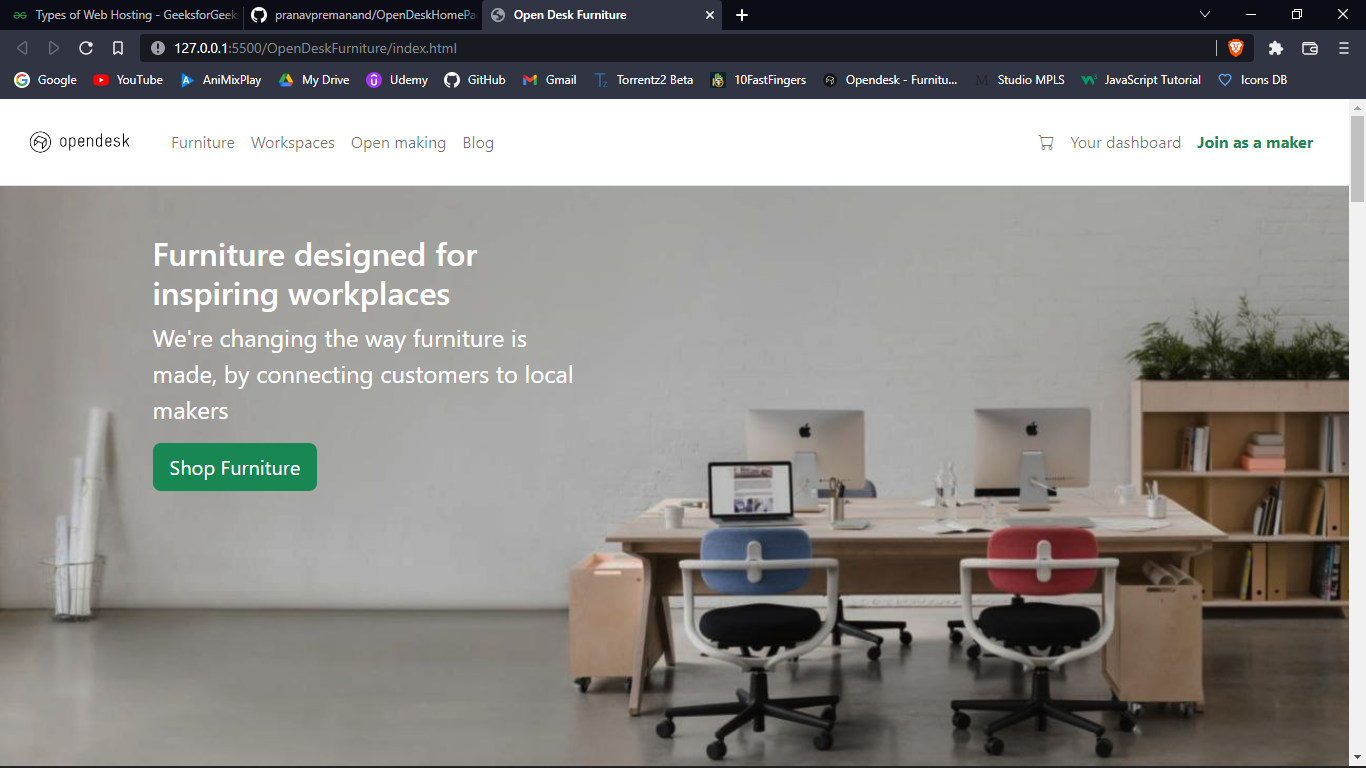 Types of Web Hosting - GeeksforGeek
pranavpremanand/OpenDeskHomePa
Open Desk Furniture
127.0.0.1:5500/OpenDeskFurniture/index.html
Google
YouTube
AniMixPlay
My Drive
Udemy
GitHub
Gmail
Torrentz2 Beta
10FastFingers
Opendesk - Furnitu...
Studio MPLS
JavaScript Tutorial
Icons DB
opendesk
Furniture
Workspaces
Open making
Blog
Your dashboard
Join as a maker
Furniture designed for
inspiring workplaces
We're changing the way furniture is
made, by connecting customers to local
makers
Shop Furniture